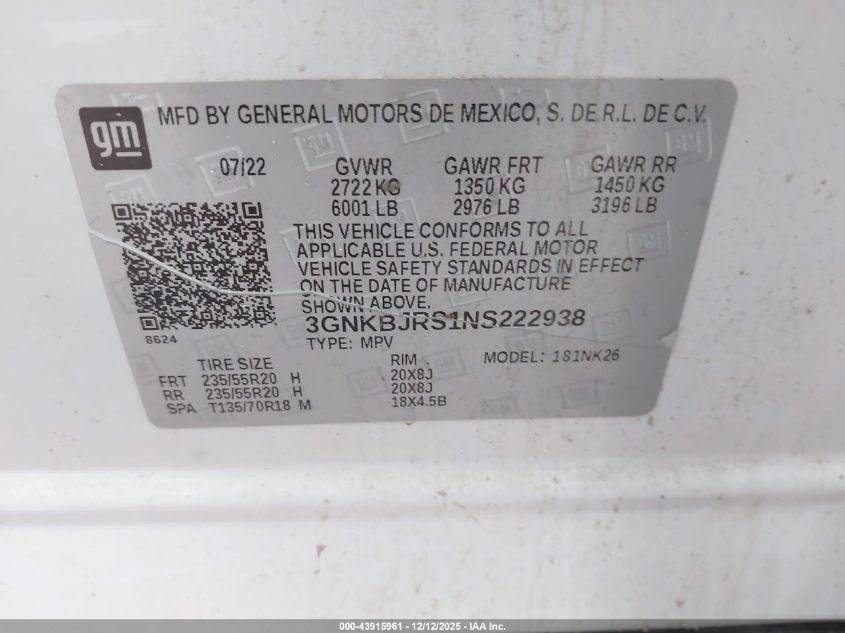 gm
MFD BY GENERAL MOTORS DE MEXICO, S. DE R.L. DE C.V.
07/22 GVWR GAWR FRT GAWR RR
2722 KG 1350 KG 1450 KG
6001 LB 2976 LB 3196 LB
THIS VEHICLE CONFORMS TO ALL
APPLICABLE U.S. FEDERAL MOTOR
VEHICLE SAFETY STANDARDS IN EFFECT
ON THE DATE OF MANUFACTURE
SHOWN ABOVE.
3GNKBJRS1NS222938
8624
TYPE: MPV
TIRE SIZE RIM MODEL: 181NK26
FRT 235/55R20 H 20X8J
RR 235/55R20 H 20X8J
SPA T135/70R18 M 18X4.5B
000-43915961 - 12/12/2025 - IAA Inc.